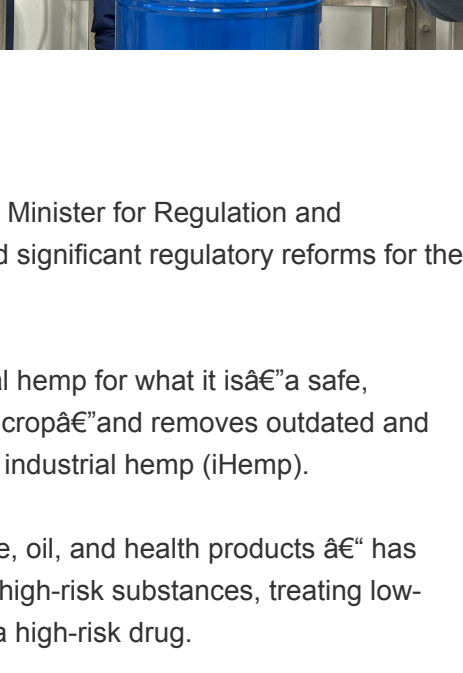 Minister for Regulation and
d significant regulatory reforms for the
al hemp for what it isâ€”a safe,
cropâ€”and removes outdated and
industrial hemp (iHemp).
e, oil, and health products â€“ has
high-risk substances, treating low-
a high-risk drug.